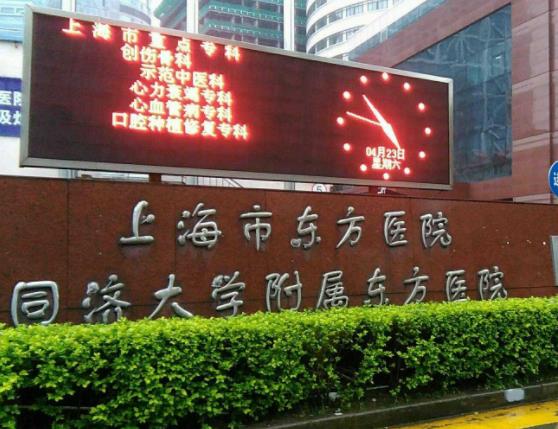 上海市重点专科
创伤骨科
示范中医科
心力衰竭专科
心血管病专科
口腔种植修复专科
04月23日
星期六
上海市东方医院
同济大学附属东方医院
医院